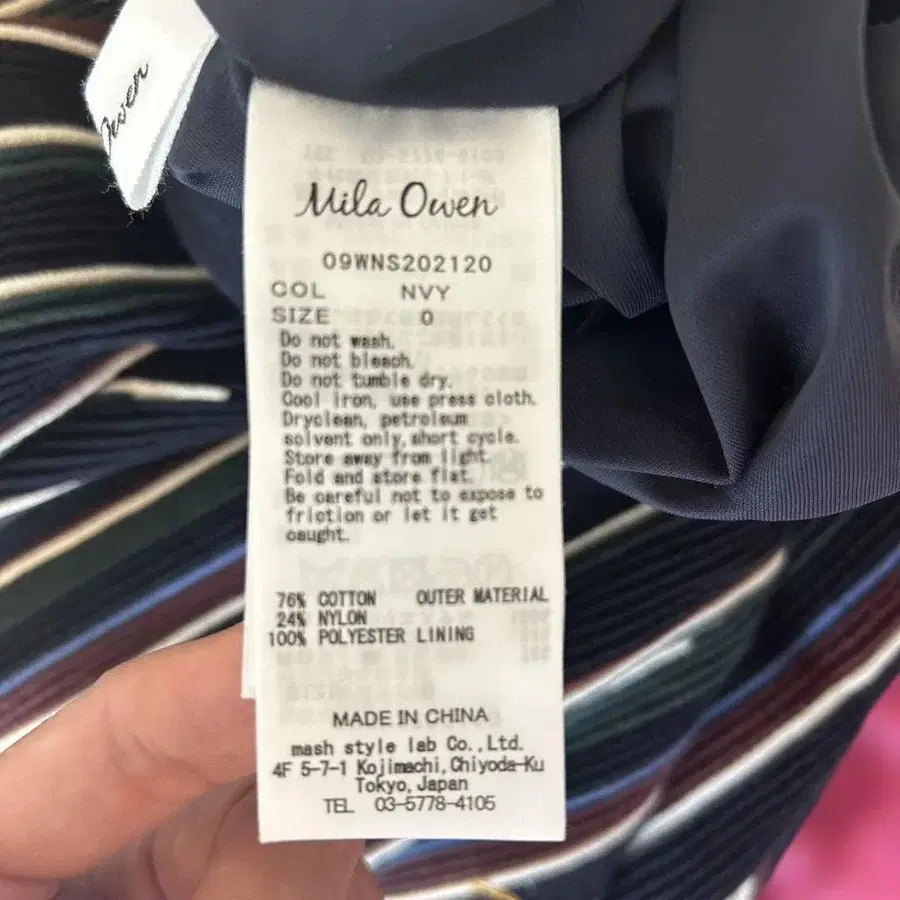 Owen
Mila Owen
09WNS202120
COL NVY
SIZE 0
Do not wash.
Do not bleach.
Do not tumble dry.
Cool iron, use press cloth.
Dryclean, petroleum
solvent only, short cycle.
Store away from light.
Fold and store flat.
Be careful not to expose to
friction or let it get
caught.
76% COTTON OUTER MATERIAL
24% NYLON
100% POLYESTER LINING
MADE IN CHINA
mash style lab Co., Ltd.
4F 5-7-1 Kojimachi, Chiyoda-Ku
Tokyo, Japan
TEL 03-5778-4105